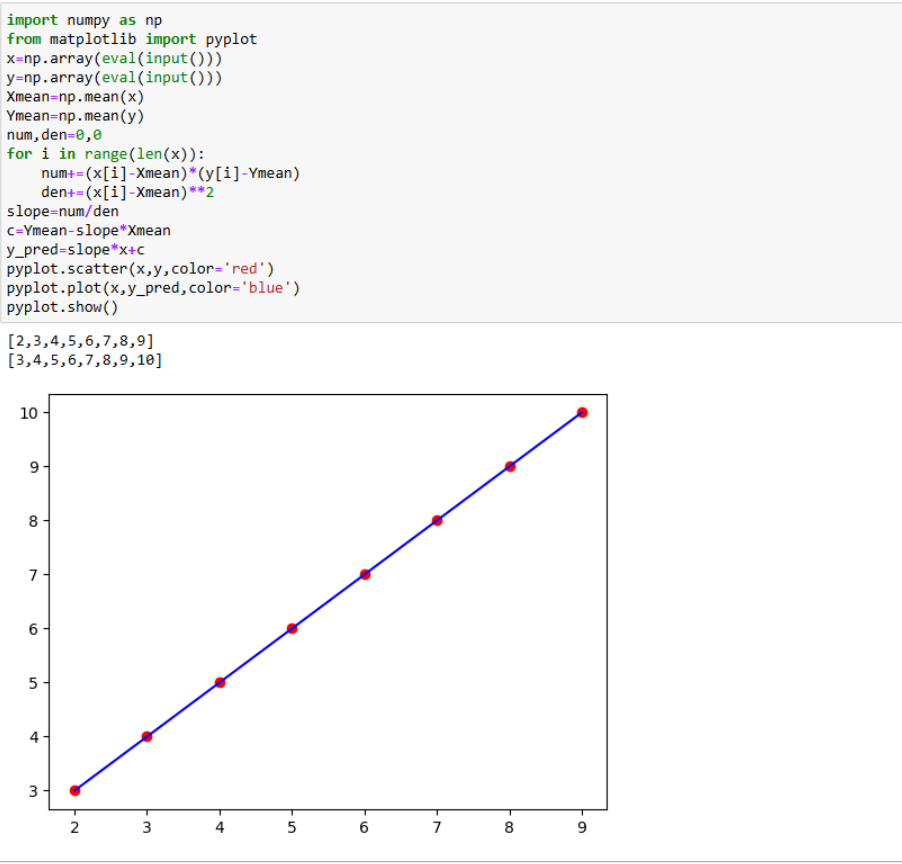 import numpy as np
from matplotlib import pyplot
x=np.array(eval(input()))
y=np.array(eval(input()))
Xmean=np.mean(x)
Ymean=np.mean(y)
num,den=0,0
for i in range(len(x)):
    num+=(x[i]-Xmean)*(y[i]-Ymean)
    den+=(x[i]-Xmean)**2
slope=num/den
c=Ymean-slope*Xmean
y_pred=slope*x+c
pyplot.scatter(x,y,color='red')
pyplot.plot(x,y_pred,color='blue')
pyplot.show()
[2,3,4,5,6,7,8,9]
[3,4,5,6,7,8,9,10]
10
9
8
7
6
5
4
3
2 3 4 5 6 7 8 9